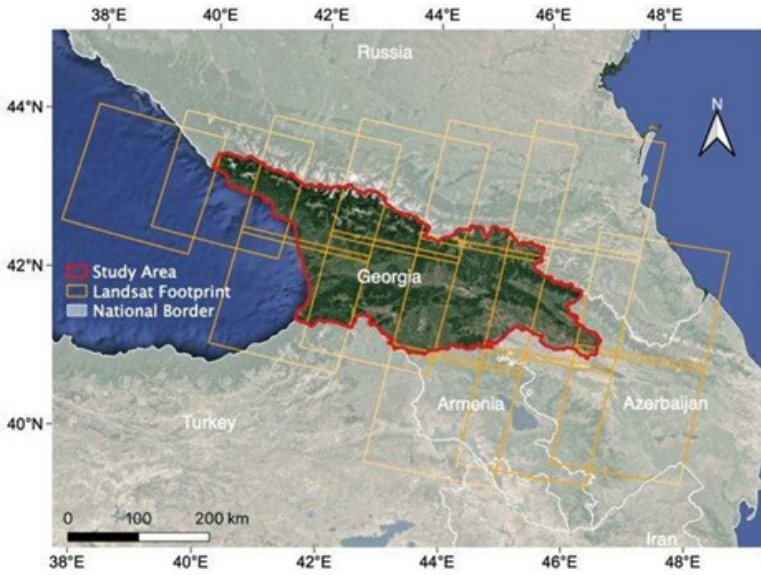 40°E 42°E 44°E 46°E 48°E
Russia
44°N
N
42°N
Study Area
Georgia
Landsat Footprint
National Border
Armenia
Azerbaijan
40°N
Turkey
0 100 200 km
Iran
38°E 40°E 42°E 44°E 46°E 48°E